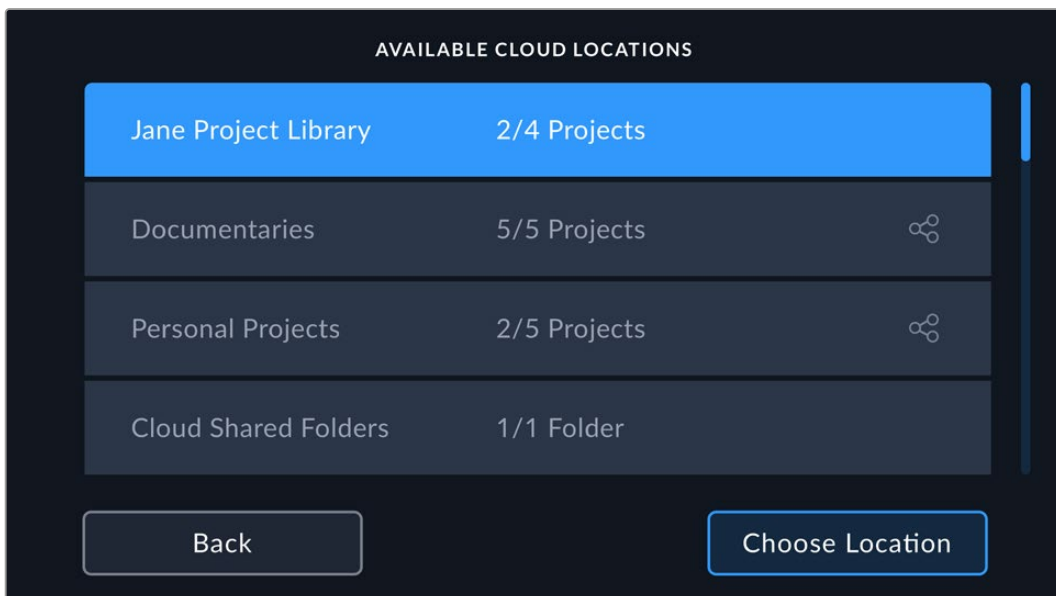 AVAILABLE CLOUD LOCATIONS
Jane Project Library 2/4 Projects
Documentaries 5/5 Projects
Personal Projects 2/5 Projects
Cloud Shared Folders 1/1 Folder
Back Choose Location